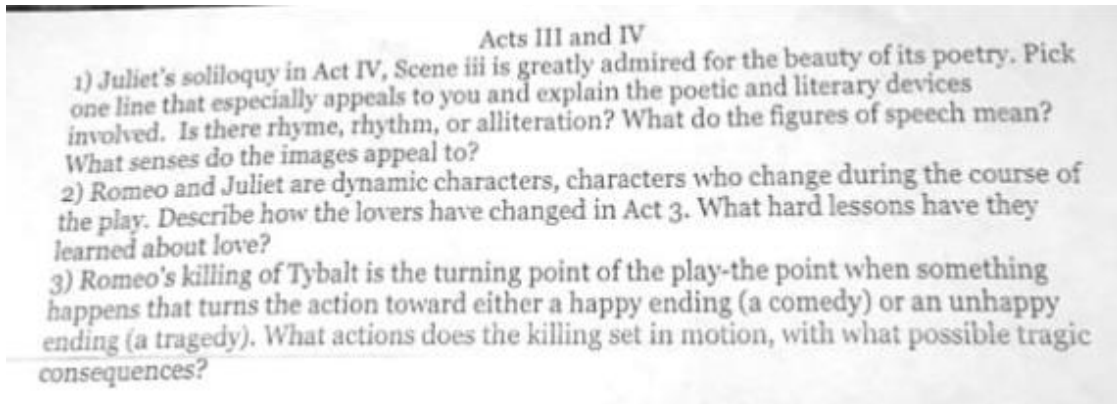 Acts III and IV
1) Juliet's soliloquy in Act IV, Scene iii is greatly admired for the beauty of its poetry. Pick
one line that especially appeals to you and explain the poetic and literary devices
involved. Is there rhyme, rhythm, or alliteration? What do the figures of speech mean?
What senses do the images appeal to?
2) Romeo and Juliet are dynamic characters, characters who change during the course of
the play. Describe how the lovers have changed in Act 3. What hard lessons have they
learned about love?
3) Romeo's killing of Tybalt is the turning point of the play-the point when something
happens that turns the action toward either a happy ending (a comedy) or an unhappy
ending (a tragedy). What actions does the killing set in motion, with what possible tragic
consequences?